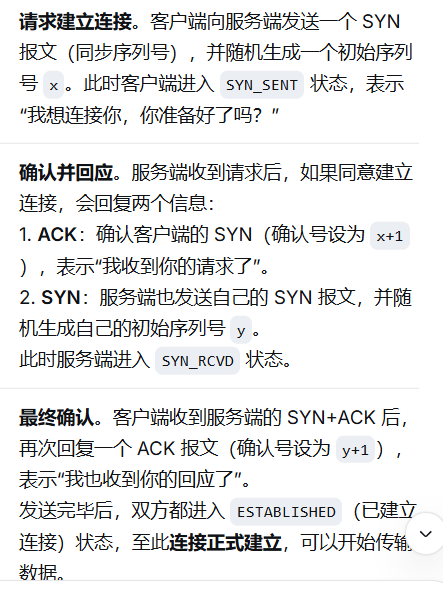 请求建立连接。客户端向服务端发送一个 SYN
报文（同步序列号），并随机生成一个初始序列
号 x 。此时客户端进入 SYN_SENT 状态，表示
“我想连接你，你准备好了吗？”
确认并回应。服务端收到请求后，如果同意建立
连接，会回复两个信息：
1. ACK：确认客户端的 SYN（确认号设为 x+1
），表示“我收到你的请求了”。
2. SYN：服务端也发送自己的 SYN 报文，并随
机生成自己的初始序列号 y 。
此时服务端进入 SYN_RCVD 状态。
最终确认。客户端收到服务端的 SYN+ACK 后，
再次回复一个 ACK 报文（确认号设为 y+1 ），
表示“我也收到你的回应了”。
发送完毕后，双方都进入 ESTABLISHED （已建立
连接）状态，至此连接正式建立，可以开始传输
数据。